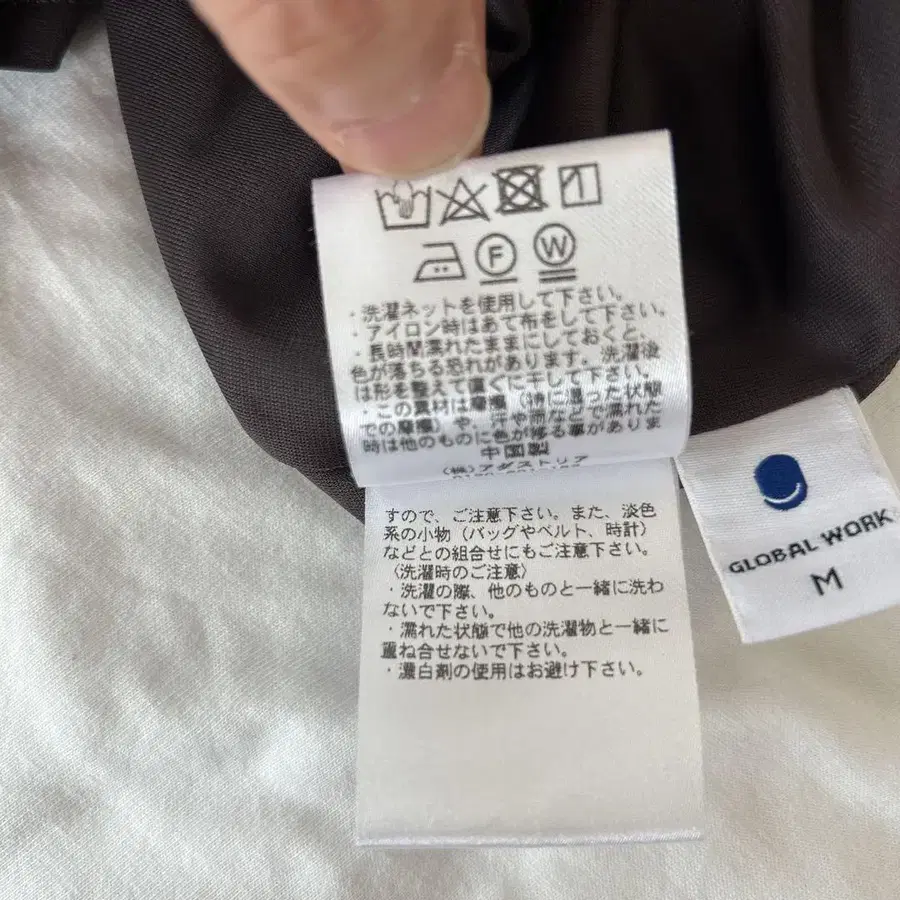 F W
・洗濯ネットを使用して下さい。
・アイロン時はあて布をして下さい。
・長時間濡れたままにしておくと、
色が落ちる恐れがあります。洗濯後
は形を整えて直ぐに干して下さい。
・この素材は摩擦(特に湿った状態
での摩擦)や、汗や雨などで濡れた
時は他のものに色が移る事がありま
中国製
(株)アダストリア
すので、ご注意下さい。また、淡色
系の小物(バッグやベルト、時計)
などとの組合せにもご注意下さい。
〈洗濯時のご注意〉
・洗濯の際、他のものと一緒に洗わ
ないで下さい。
・濡れた状態で他の洗濯物と一緒に
重ね合せないで下さい。
・漂白剤の使用はお避け下さい。
GLOBAL WORK
M